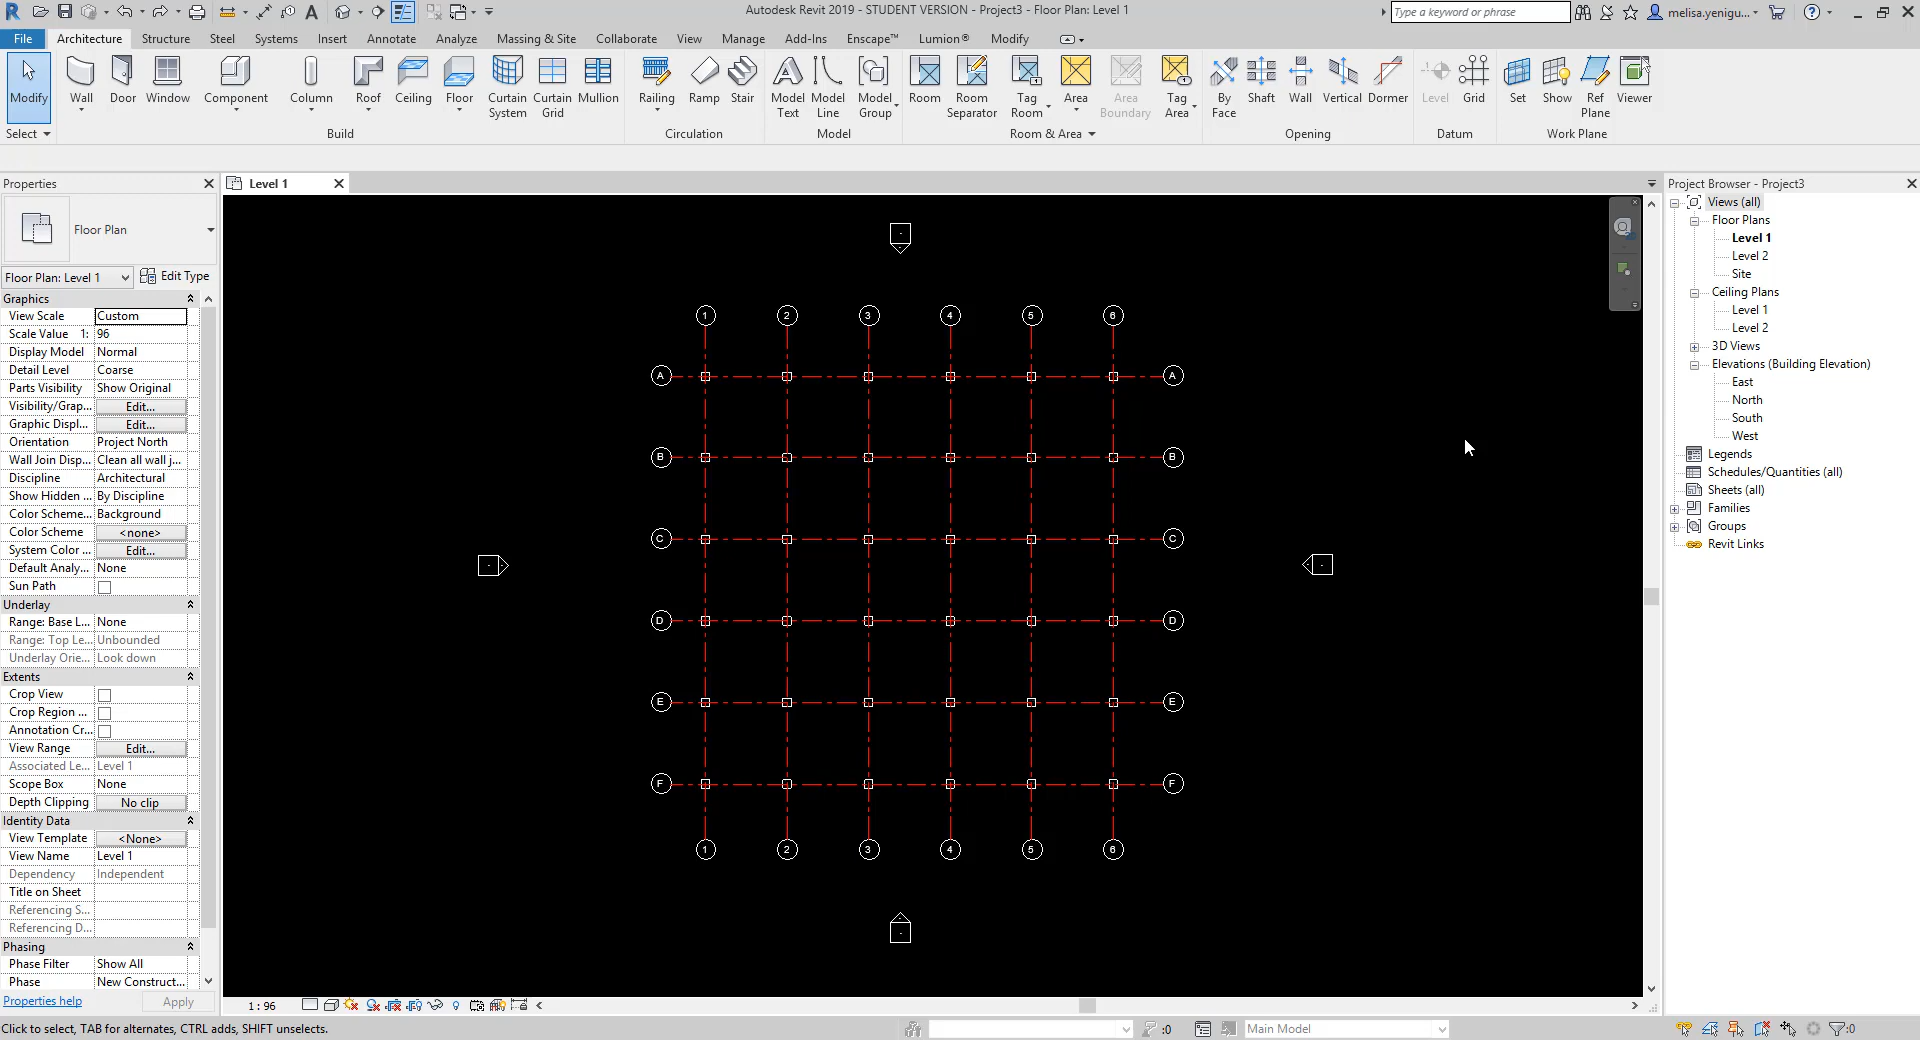 Autodesk Revit 2019 - STUDENT VERSION - Project3 - Floor Plan: Level 1
Type a keyword or phrase
melisa.yenigu...
File Architecture Structure Steel Systems Insert Annotate Analyze Massing & Site Collaborate View Manage Add-Ins Enscape™ Lumion® Modify
Modify Wall Door Window Component Column Roof Ceiling Floor Curtain System Curtain Grid Mullion Railing Ramp Stair Model Text Model Line Model Group Room Room Separator Tag Room Area Area Boundary Tag Area By Face Shaft Wall Vertical Dormer Level Grid Set Show Ref Plane Viewer
Select Build Circulation Model Room & Area Opening Datum Work Plane
Properties
Level 1
Project Browser - Project3
Floor Plan
Floor Plan: Level 1 Edit Type
Graphics
View Scale Custom
Scale Value 1: 96
Display Model Normal
Detail Level Coarse
Parts Visibility Show Original
Visibility/Grap... Edit...
Graphic Displ... Edit...
Orientation Project North
Wall Join Disp... Clean all wall j...
Discipline Architectural
Show Hidden ... By Discipline
Color Scheme... Background
Color Scheme <none>
System Color ... Edit...
Default Analy... None
Sun Path
Underlay
Range: Base L... None
Range: Top Le... Unbounded
Underlay Orie... Look down
Extents
Crop View
Crop Region ...
Annotation Cr...
View Range Edit...
Associated Le... Level 1
Scope Box None
Depth Clipping No clip
Identity Data
View Template <None>
View Name Level 1
Dependency Independent
Title on Sheet
Referencing S...
Referencing D...
Phasing
Phase Filter Show All
Phase New Construct...
Properties help Apply
1 2 3 4 5 6
A A
B B
C C
D D
E E
F F
1 2 3 4 5 6
1 : 96
Views (all)
Floor Plans
Level 1
Level 2
Site
Ceiling Plans
Level 1
Level 2
3D Views
Elevations (Building Elevation)
East
North
South
West
Legends
Schedules/Quantities (all)
Sheets (all)
Families
Groups
Revit Links
Click to select, TAB for alternates, CTRL adds, SHIFT unselects.
:0
Main Model
:0